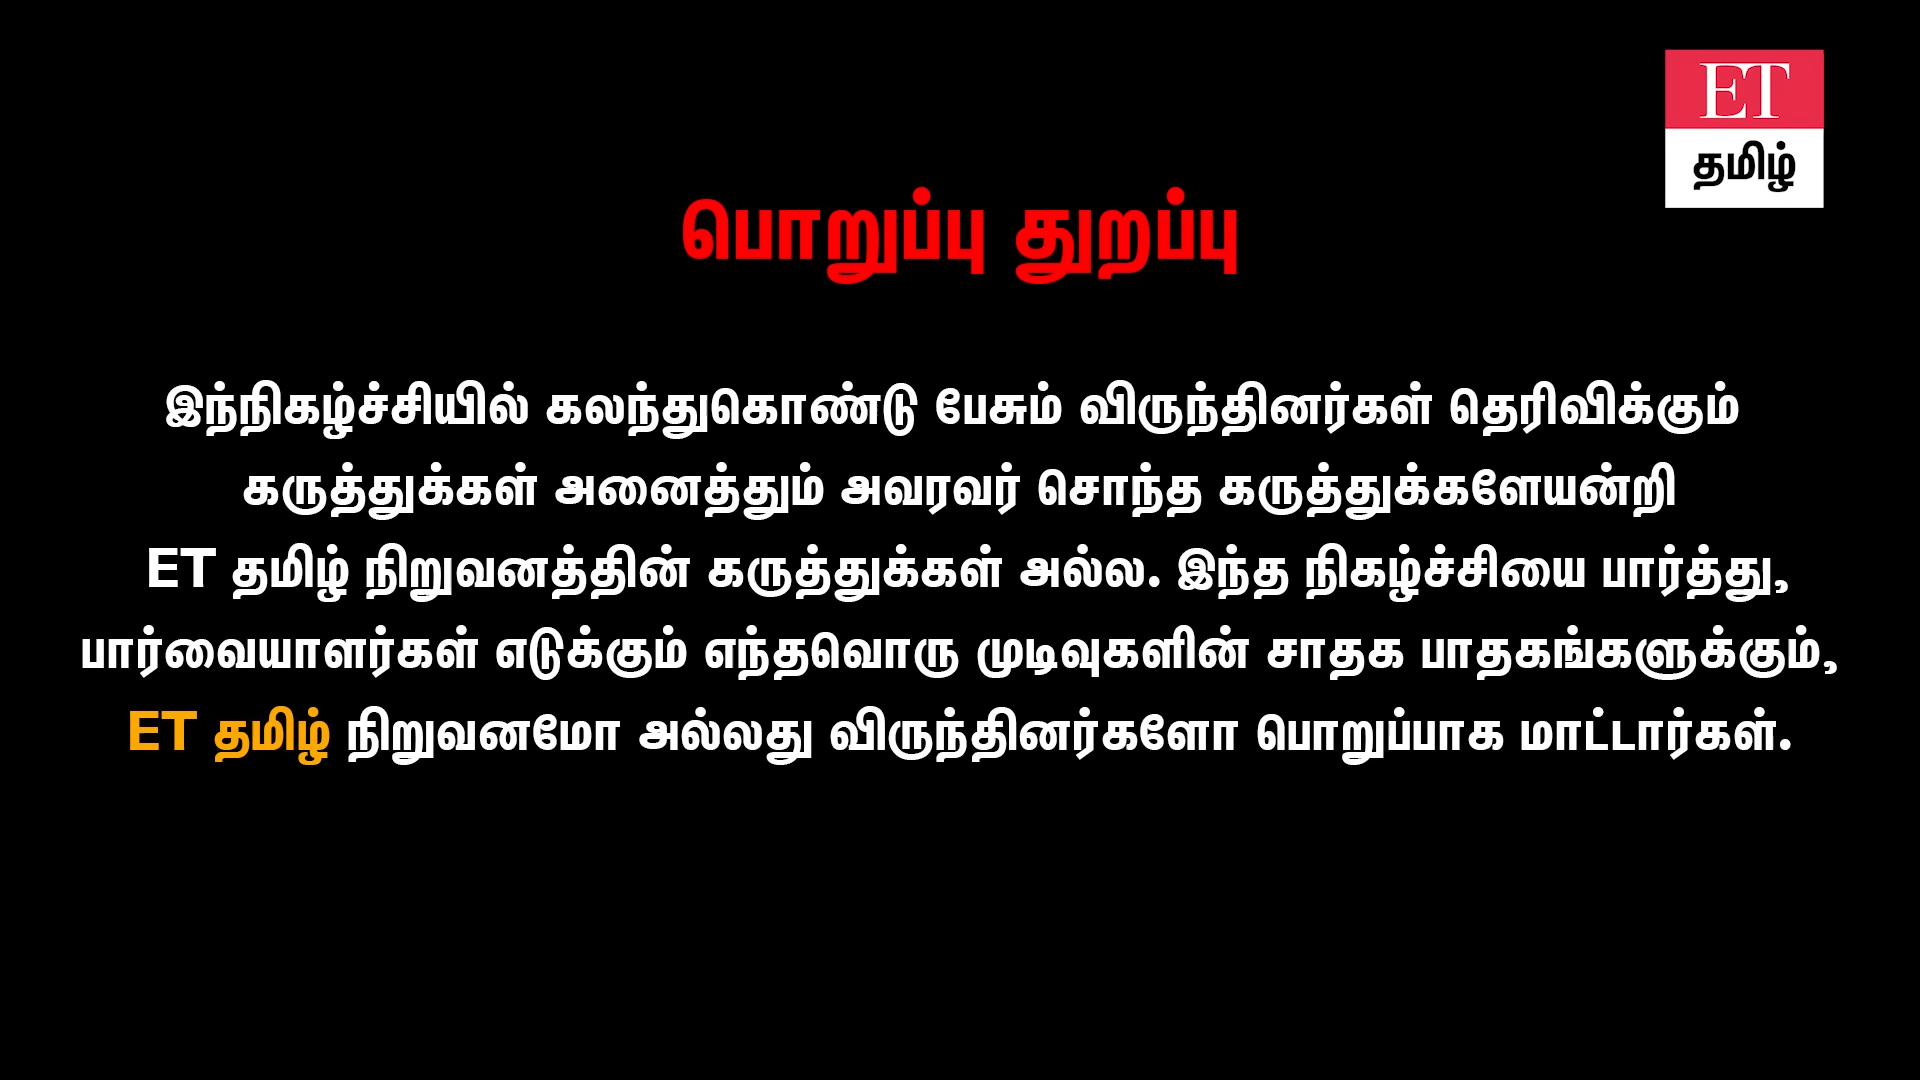 ET
தமிழ்
பொறுப்பு துறப்பு
இந்நிகழ்ச்சியில் கலந்துகொண்டு பேசும் விருந்தினர்கள் தெரிவிக்கும்
கருத்துக்கள் அனைத்தும் அவரவர் சொந்த கருத்துக்களேயன்றி
ET தமிழ் நிறுவனத்தின் கருத்துக்கள் அல்ல. இந்த நிகழ்ச்சியை பார்த்து,
பார்வையாளர்கள் எடுக்கும் எந்தவொரு முடிவுகளின் சாதக பாதகங்களுக்கும்,
ET தமிழ் நிறுவனமோ அல்லது விருந்தினர்களோ பொறுப்பாக மாட்டார்கள்.